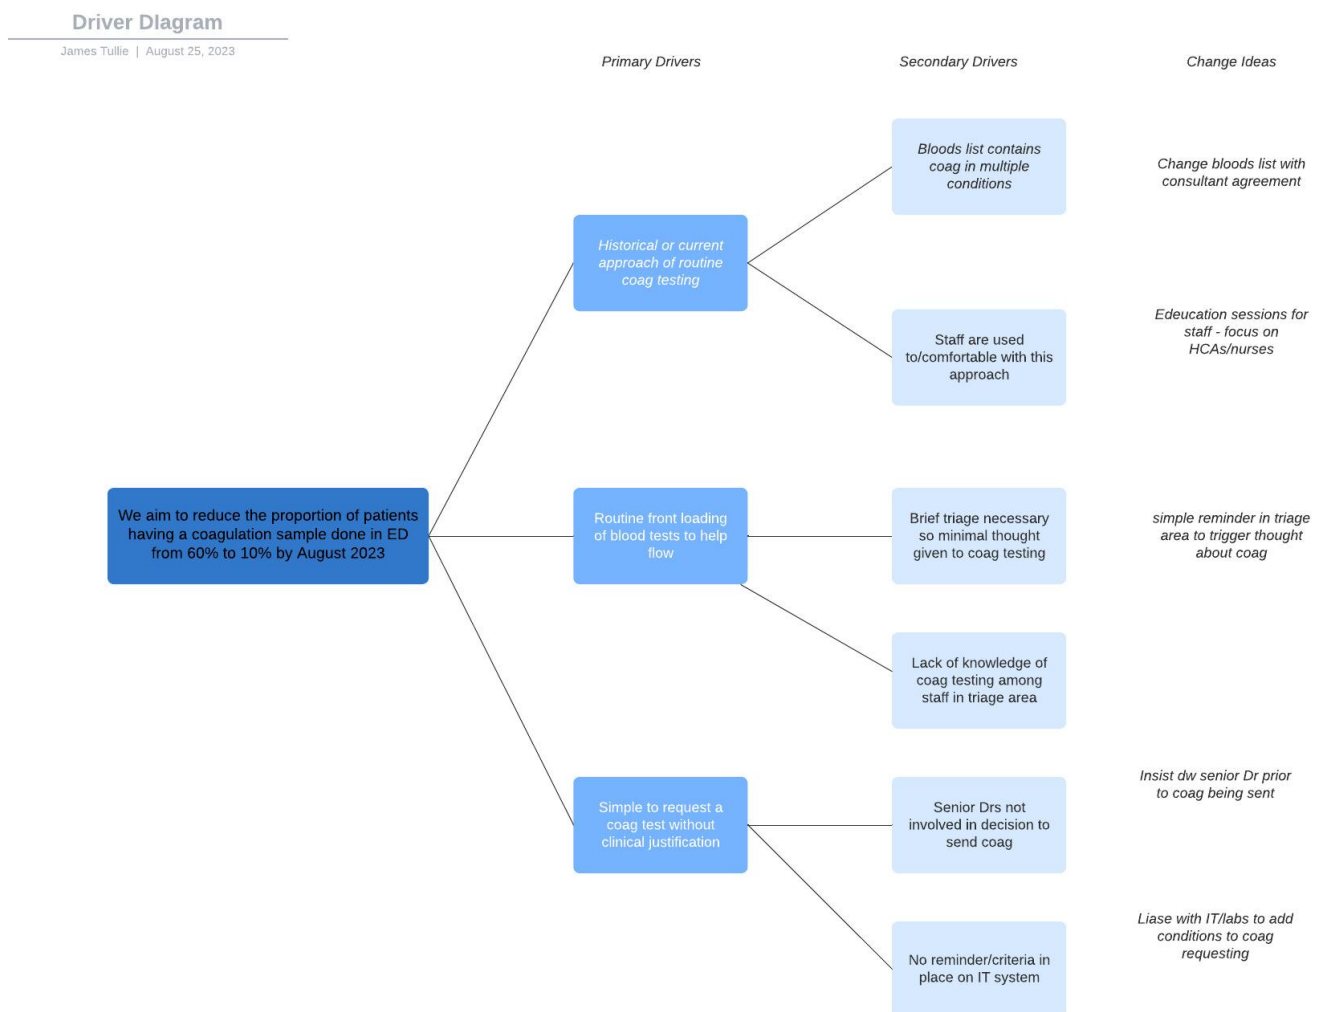 Driver DIagram
James Tullie | August 25, 2023
Primary Drivers
Secondary Drivers
Change Ideas
Bloods list contains
coag in multiple
conditions
Change bloods list with
consultant agreement
Historical or current
approach of routine
coag testing
Edeucation sessions for
staff - focus on
HCAs/nurses
Staff are used
to/comfortable with this
approach
We aim to reduce the proportion of patients
having a coagulation sample done in ED
from 60% to 10% by August 2023
Routine front loading
of blood tests to help
flow
Brief triage necessary
so minimal thought
given to coag testing
simple reminder in triage
area to trigger thought
about coag
Lack of knowledge of
coag testing among
staff in triage area
Simple to request a
coag test without
clinical justification
Senior Drs not
involved in decision to
send coag
Insist dw senior Dr prior
to coag being sent
No reminder/criteria in
place on IT system
Liase with IT/labs to add
conditions to coag
requesting